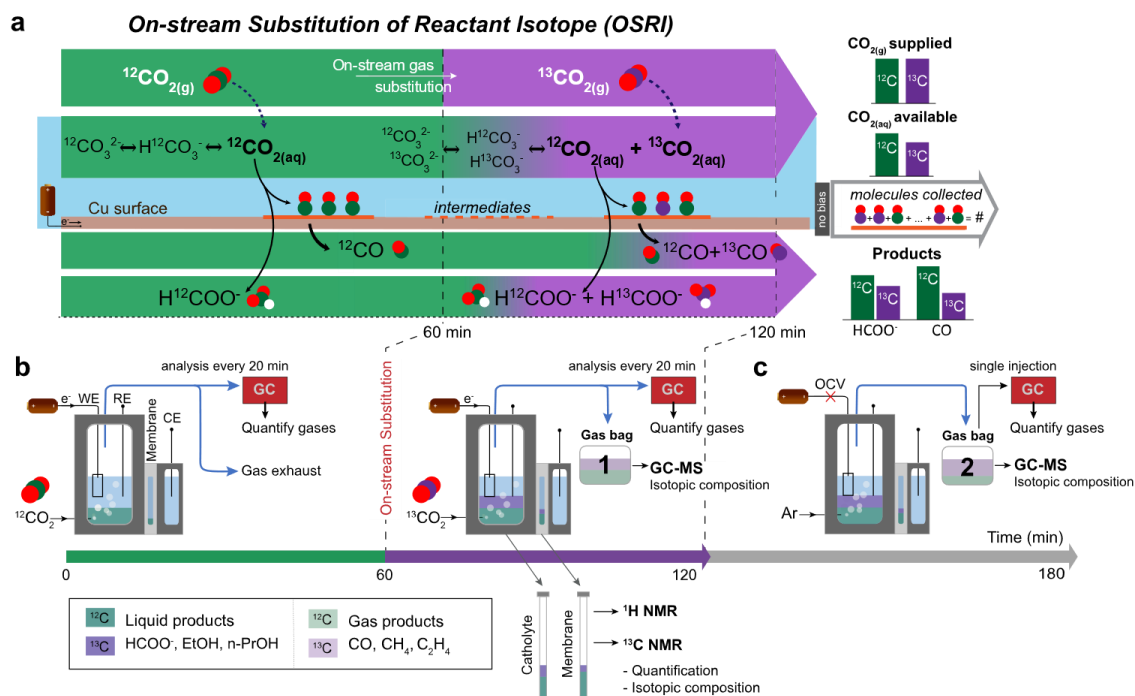 a
On-stream Substitution of Reactant Isotope (OSRI)
¹²CO₂(g)
On-stream gas
substitution
¹³CO₂(g)
¹²CO₃²⁻ ↔ H¹²CO₃⁻ ↔ ¹²CO₂(aq)
¹²CO₃²⁻
¹³CO₃²⁻
↔
H¹²CO₃⁻
H¹³CO₃⁻
↔ ¹²CO₂(aq) + ¹³CO₂(aq)
e⁻
Cu surface
intermediates
¹²CO
¹²CO+¹³CO
H¹²COO⁻
H¹²COO⁻ + H¹³COO⁻
60 min
120 min
CO₂(g) supplied
¹²C ¹³C
CO₂(aq) available
¹²C ¹³C
no bias
molecules collected
+ + + ... + + = #
Products
¹²C ¹³C ¹²C ¹³C
HCOO⁻ CO
b
analysis every 20 min
GC
Quantify gases
e⁻ WE RE
Membrane
CE
Gas exhaust
¹²CO₂
On-stream Substitution
analysis every 20 min
GC
Quantify gases
e⁻
Gas bag
1
GC-MS
Isotopic composition
¹³CO₂
c
single injection
OCV
GC
Quantify gases
Gas bag
2
GC-MS
Isotopic composition
Ar
Time (min)
0 60 120 180
¹²C Liquid products
¹³C HCOO⁻, EtOH, n-PrOH
¹²C Gas products
¹³C CO, CH₄, C₂H₄
Catholyte
Membrane
¹H NMR
¹³C NMR
- Quantification
- Isotopic composition